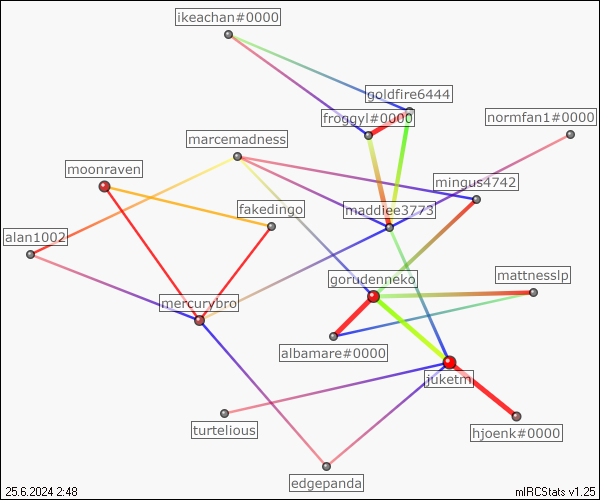 ikeachan#0000
goldfire6444
froggyl#0000
normfan1#0000
marcemadness
moonraven
mingus4742
fakedingo
maddiee3773
alan1002
gorudenneko
mattnesslp
mercurybro
albamare#0000
juketm
turtelious
hjoenk#0000
edgepanda
25.6.2024 2:48
mIRCStats v1.25